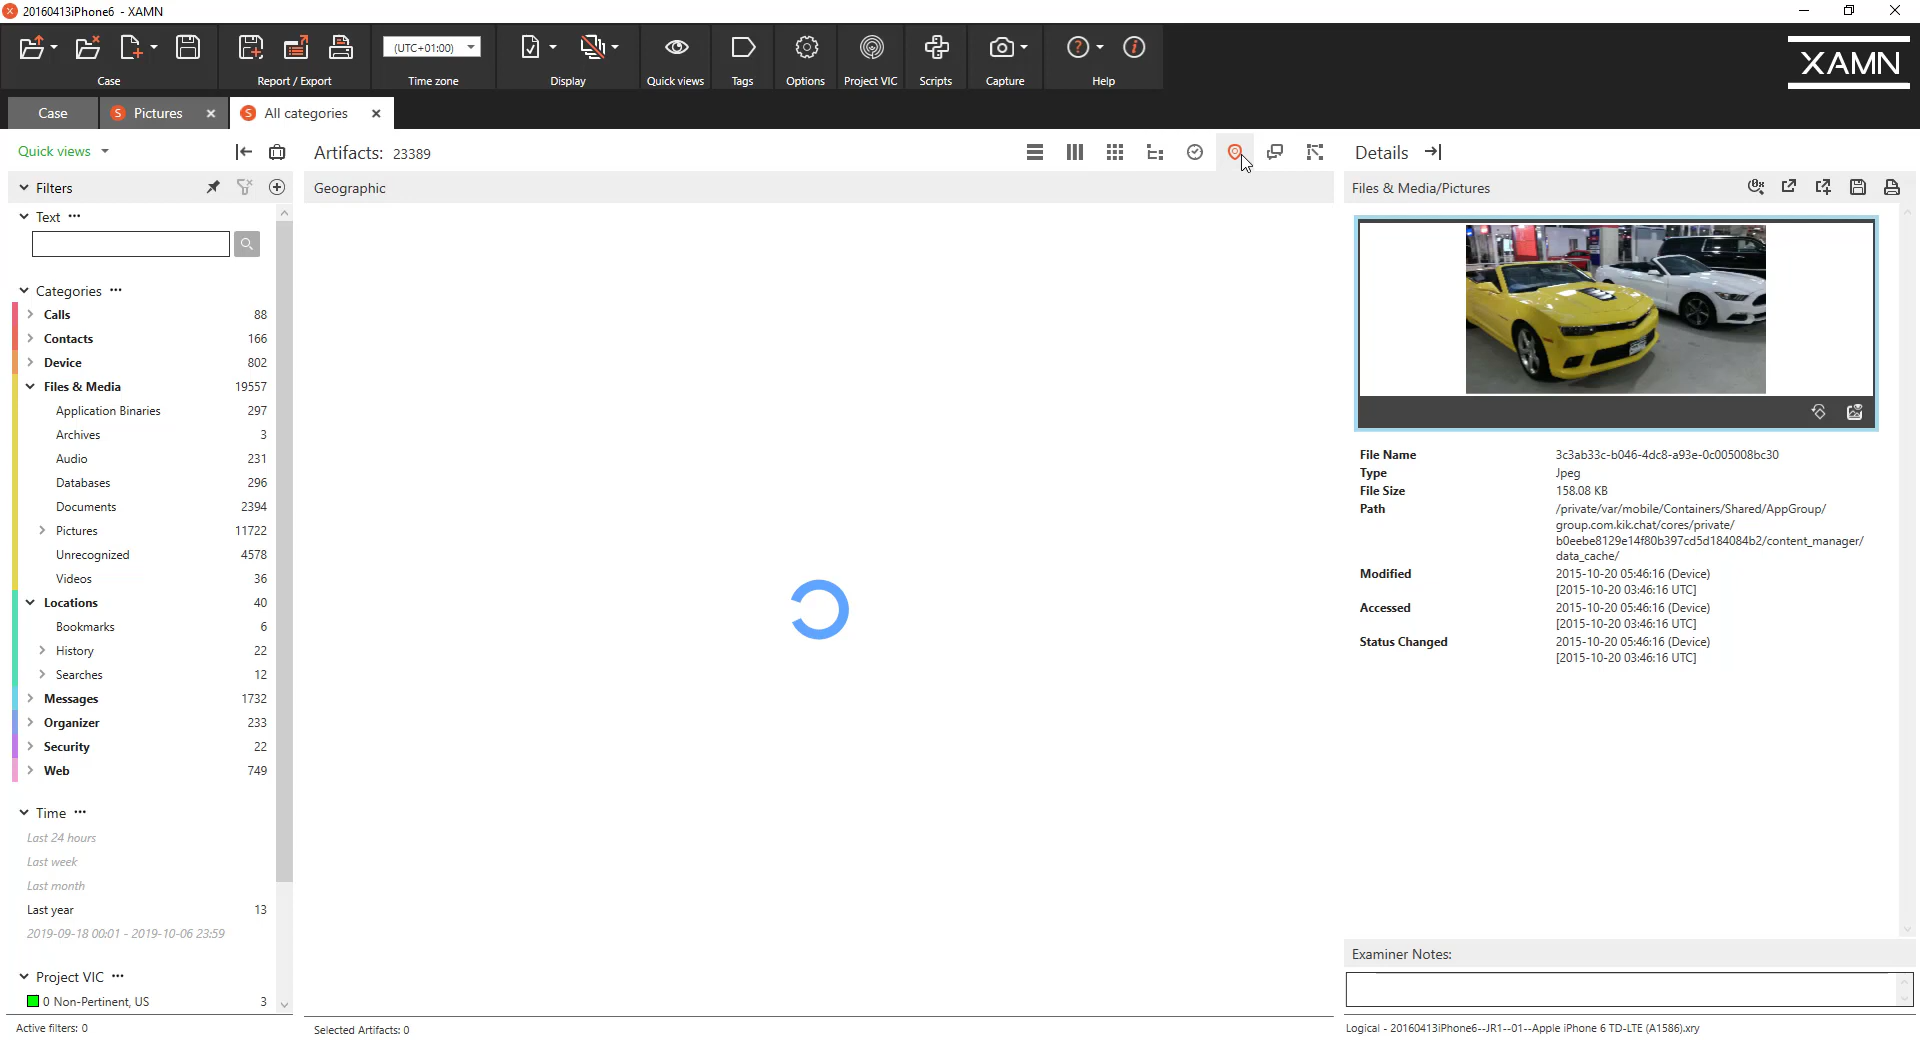 20160413iPhone6 - XAMN
(UTC+01:00)
Case
Report / Export
Time zone
Display
Quick views
Tags
Options
Project VIC
Scripts
Capture
Help
XAMN
Case
Pictures
All categories
Quick views
Artifacts: 23389
Details
Filters
Geographic
Files & Media/Pictures
Text
Categories
Calls 88
Contacts 166
Device 802
Files & Media 19557
Application Binaries 297
Archives 3
Audio 231
Databases 296
Documents 2394
Pictures 11722
Unrecognized 4578
Videos 36
Locations 40
Bookmarks 6
History 22
Searches 12
Messages 1732
Organizer 233
Security 22
Web 749
Time
Last 24 hours
Last week
Last month
Last year 13
2019-09-18 00:01 - 2019-10-06 23:59
Project VIC
0 Non-Pertinent, US 3
Active filters: 0
Selected Artifacts: 0
File Name 3c3ab33c-b046-4dc8-a93e-0c005008bc30
Type Jpeg
File Size 158.08 KB
Path /private/var/mobile/Containers/Shared/AppGroup/
group.com.kik.chat/cores/private/
b0eebe8129e14f80b397cd5d184084b2/content_manager/
data_cache/
Modified 2015-10-20 05:46:16 (Device)
[2015-10-20 03:46:16 UTC]
Accessed 2015-10-20 05:46:16 (Device)
[2015-10-20 03:46:16 UTC]
Status Changed 2015-10-20 05:46:16 (Device)
[2015-10-20 03:46:16 UTC]
Examiner Notes:
Logical - 20160413iPhone6--JR1--01--Apple iPhone 6 TD-LTE (A1586).xry